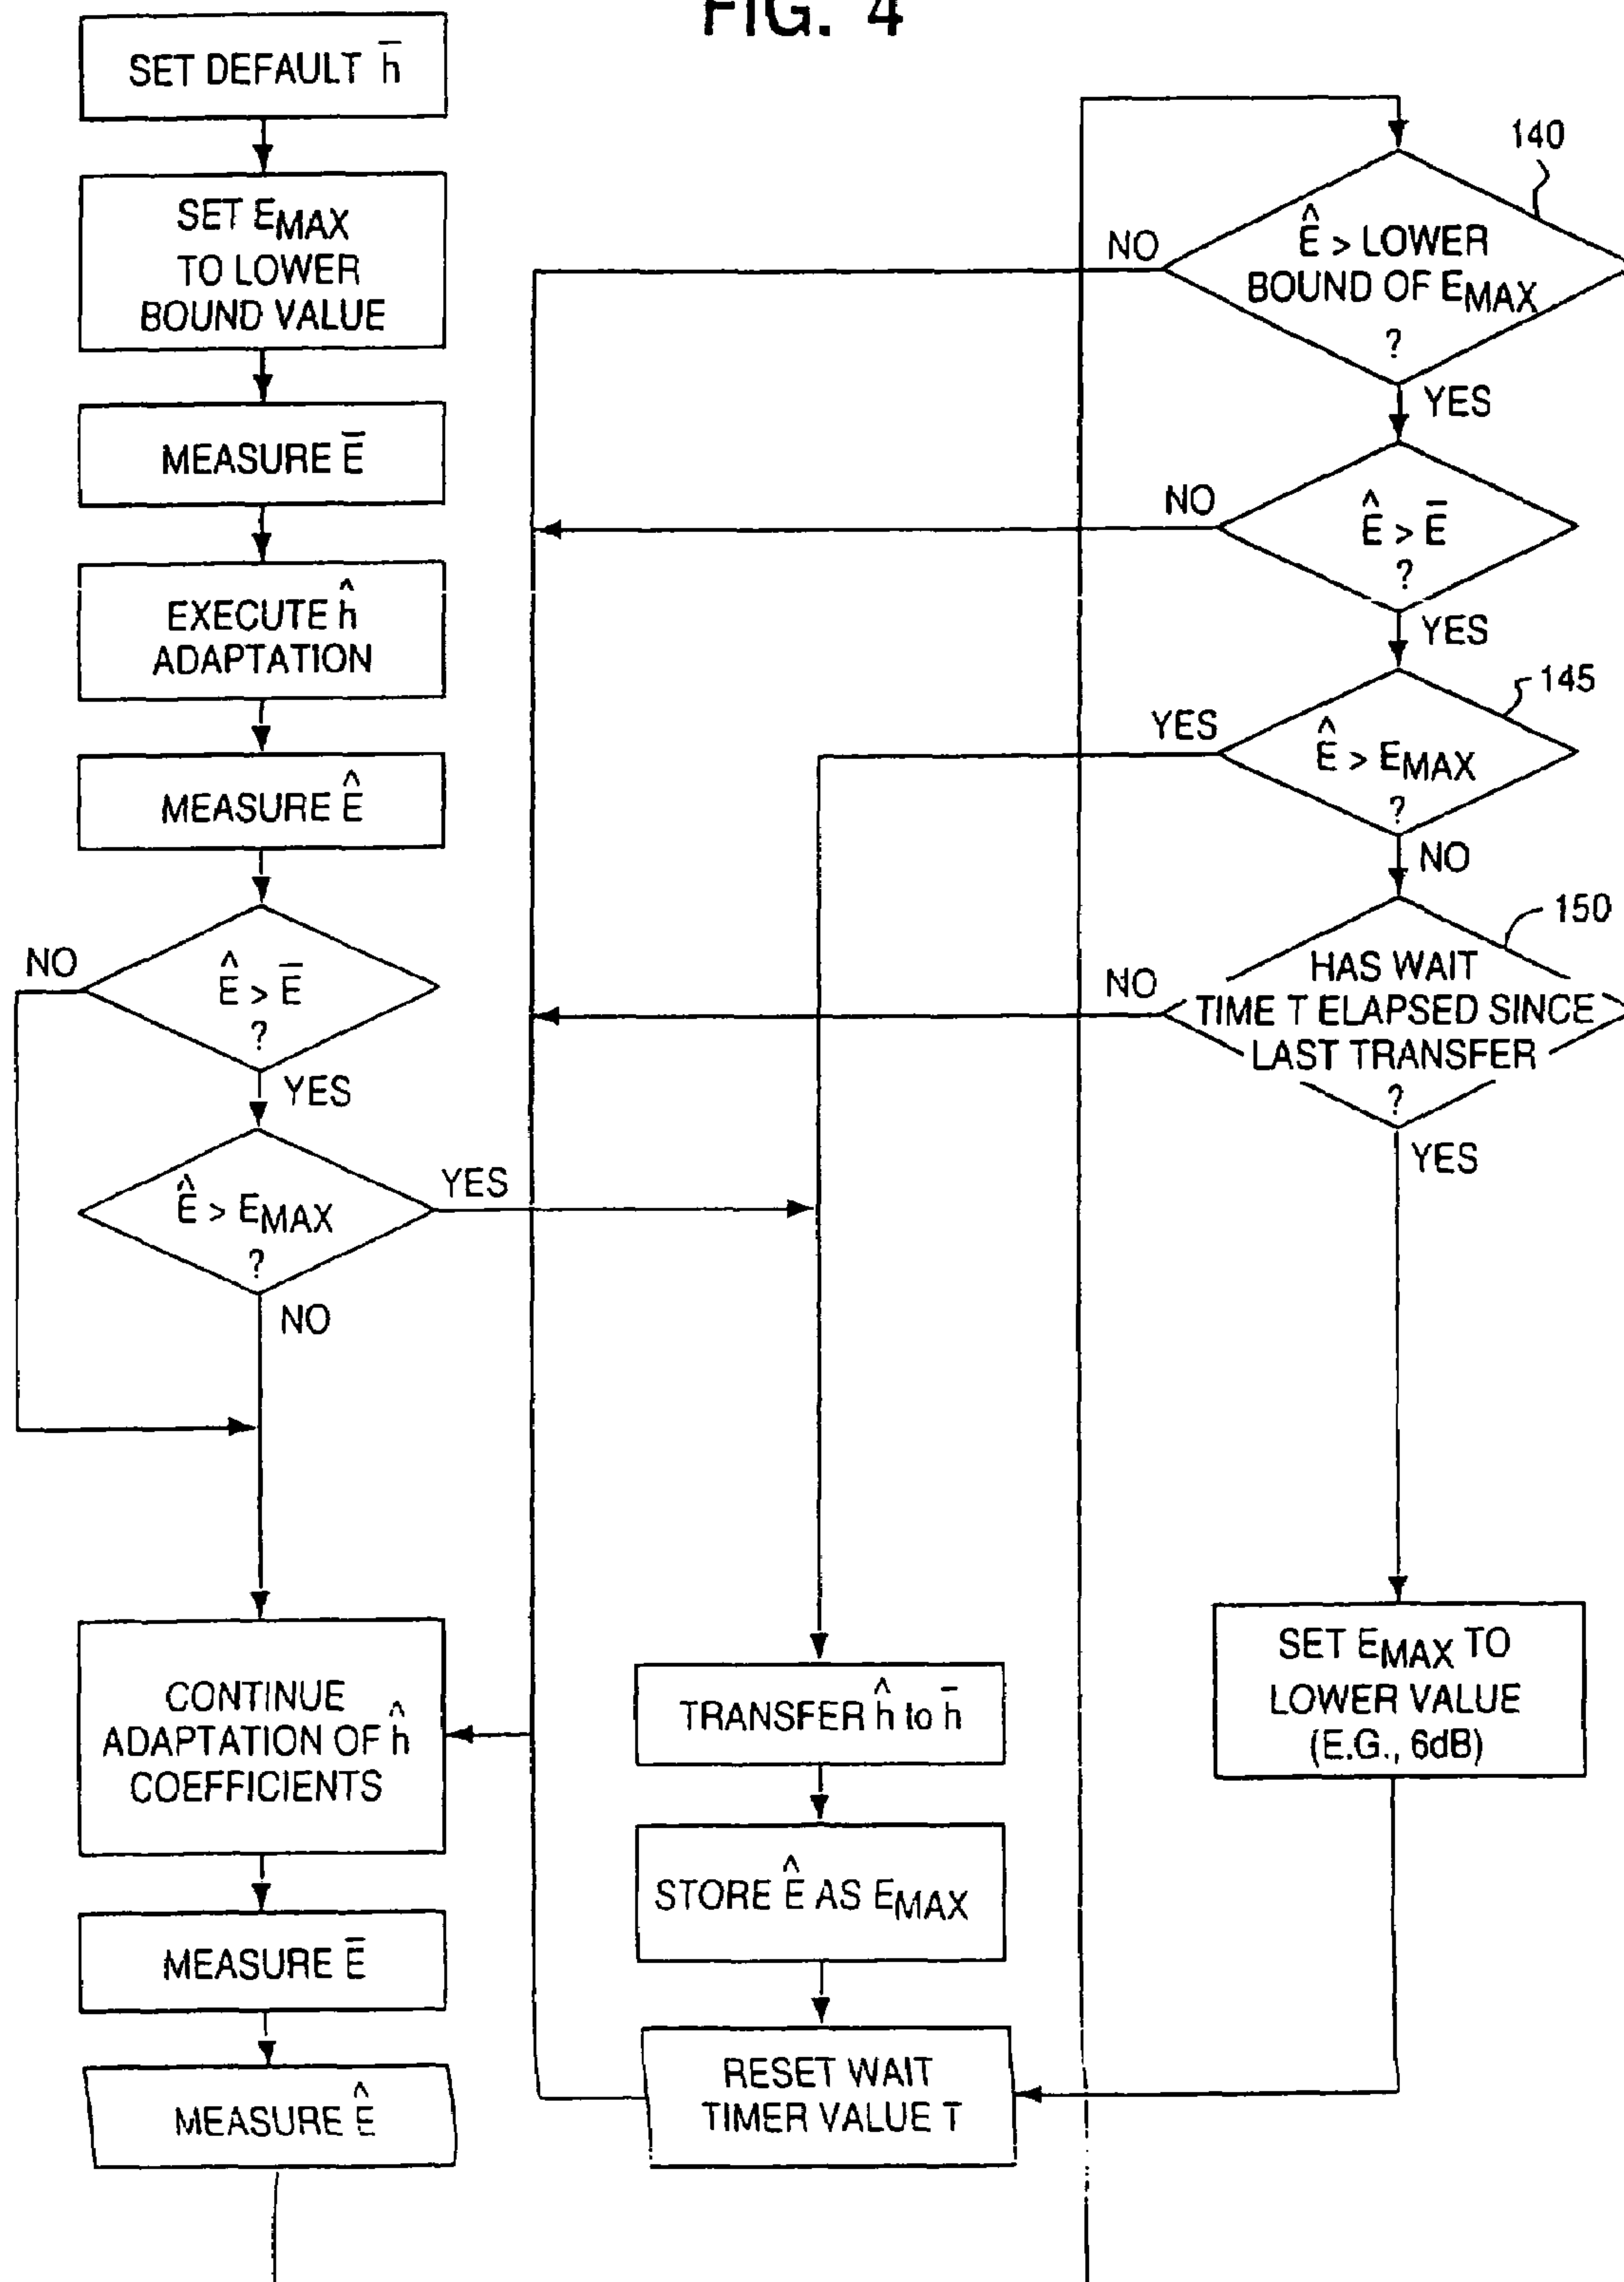 FIG. 4
SET DEFAULT h̄
SET EMAX
TO LOWER
BOUND VALUE
MEASURE Ē
EXECUTE ĥ
ADAPTATION
MEASURE Ê
Ê > Ē
?
NO
YES
Ê > EMAX
?
YES
NO
CONTINUE
ADAPTATION OF ĥ
COEFFICIENTS
MEASURE Ē
MEASURE Ê
TRANSFER ĥ to h̄
STORE Ê AS EMAX
RESET WAIT
TIMER VALUE T
140
Ê > LOWER
BOUND OF EMAX
?
NO
YES
Ê > Ē
?
NO
YES
145
Ê > EMAX
?
YES
NO
150
HAS WAIT
TIME T ELAPSED SINCE
LAST TRANSFER
?
NO
YES
SET EMAX TO
LOWER VALUE
(E.G., 6dB)